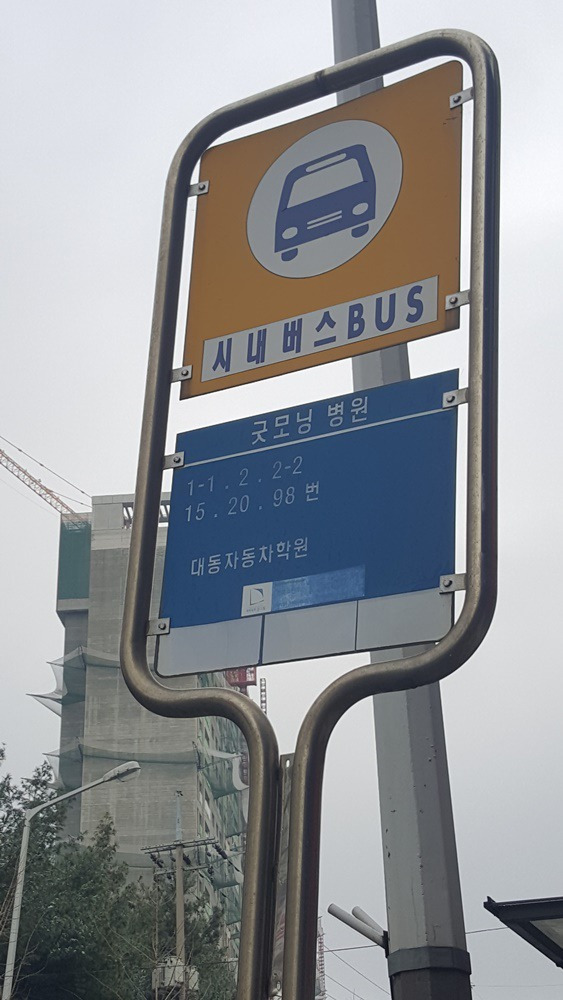 시내버스BUS
굿모닝 병원
1-1 . 2 . 2-2
15 . 20 . 98 번
대동자동차학원